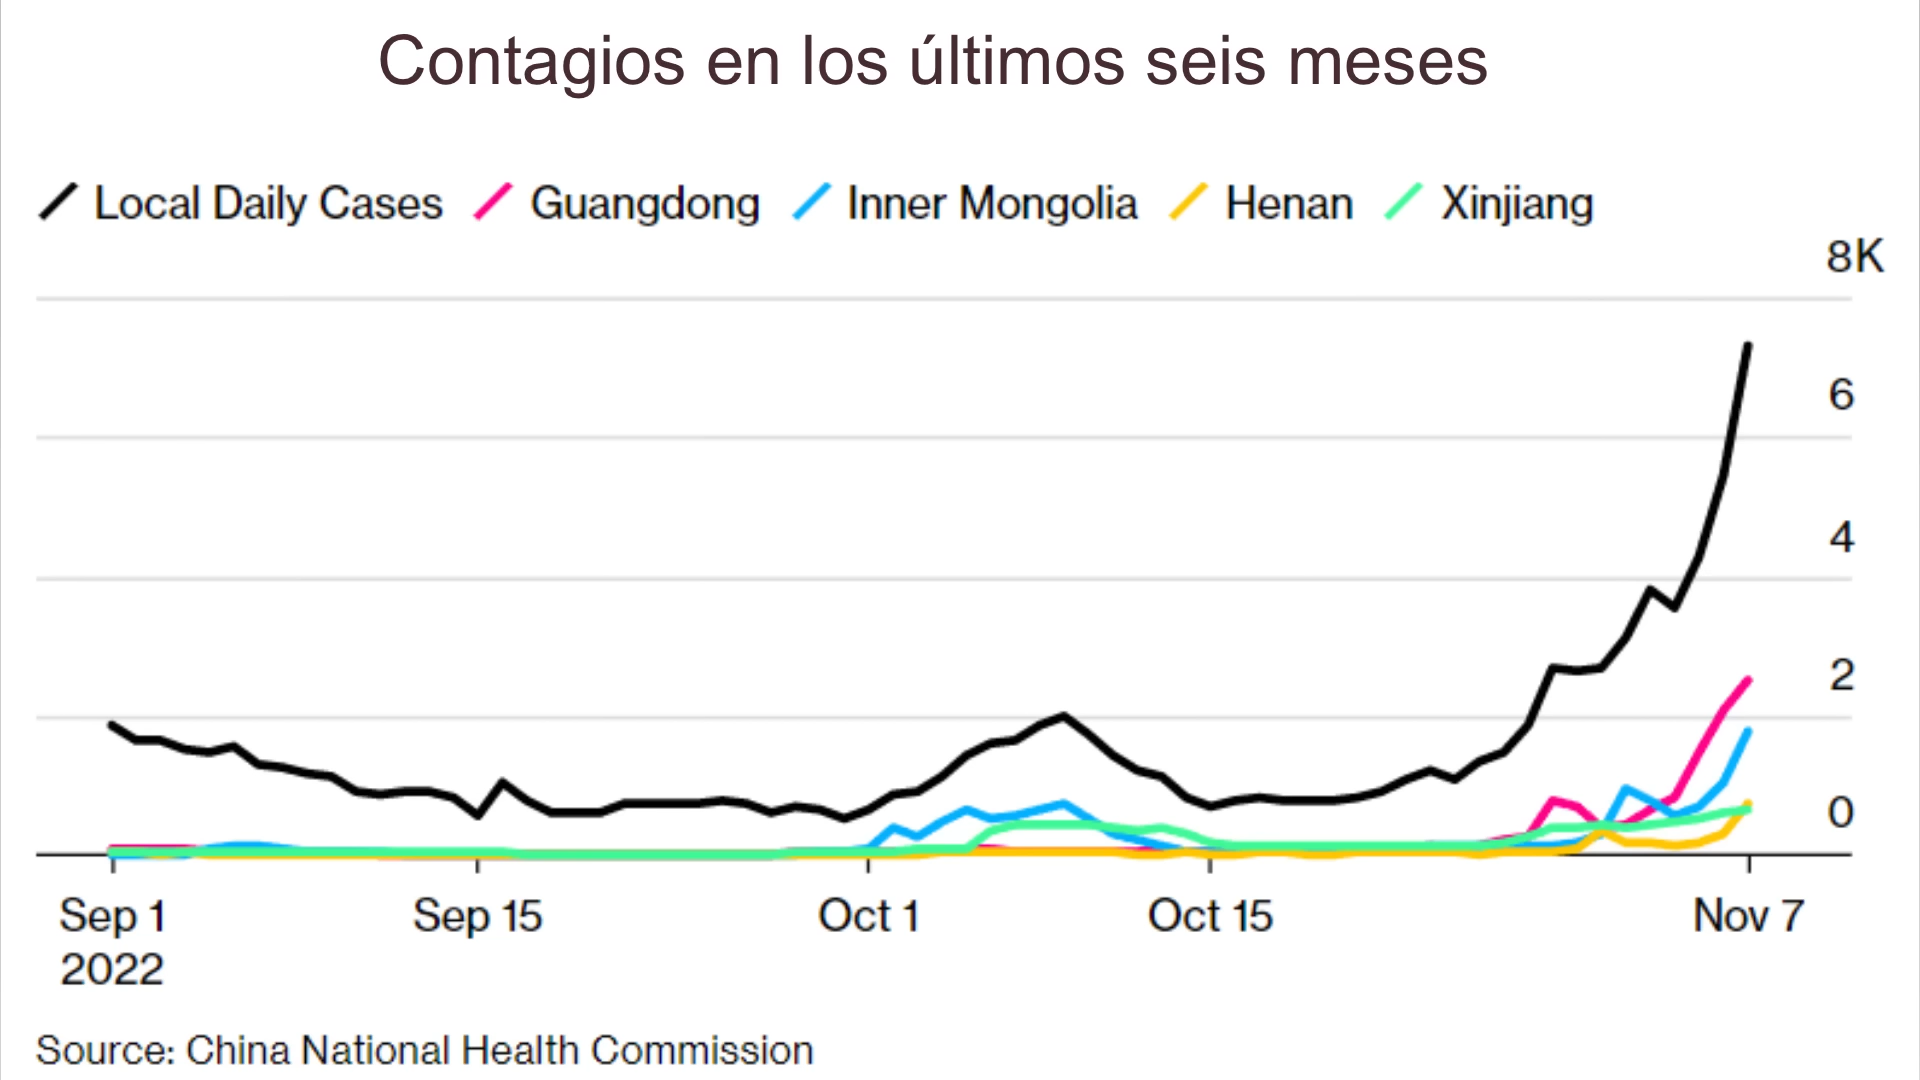 Contagios en los últimos seis meses
Local Daily Cases Guangdong Inner Mongolia Henan Xinjiang
8K
6
4
2
0
Sep 1 Sep 15 Oct 1 Oct 15 Nov 7
2022
Source: China National Health Commission